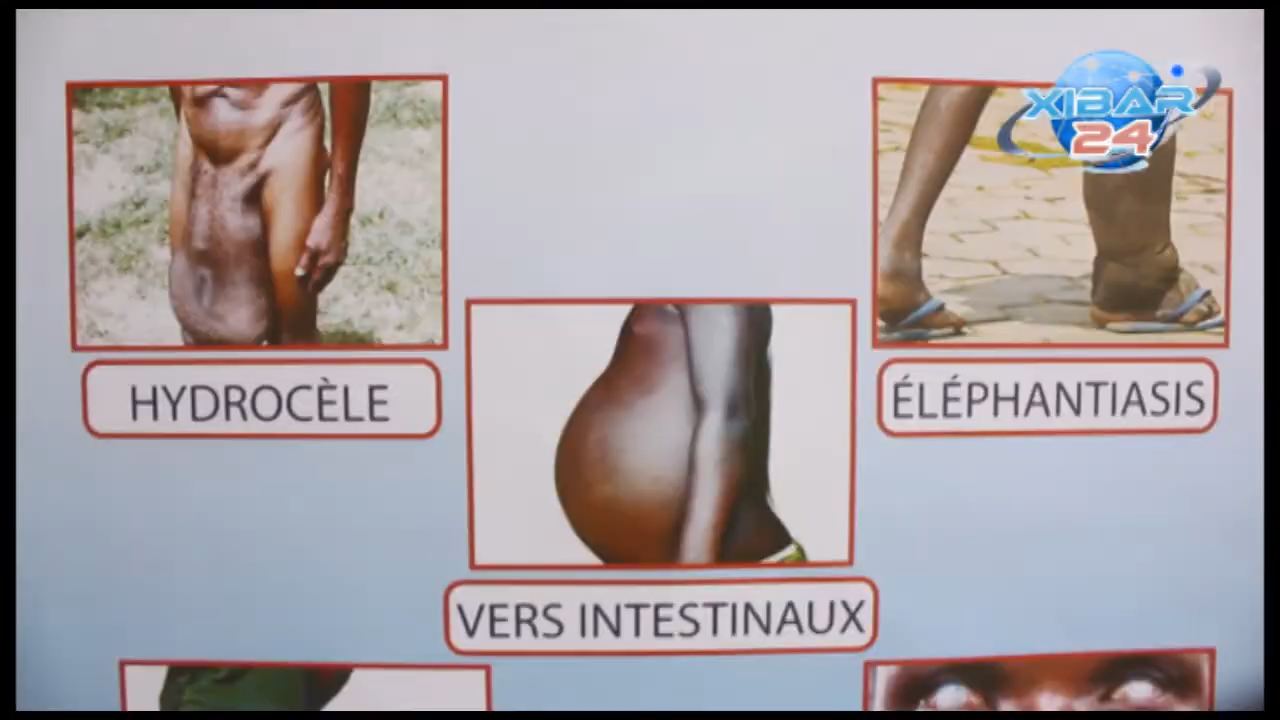 XIBAR
24
HYDROCÈLE
ÉLÉPHANTIASIS
VERS INTESTINAUX